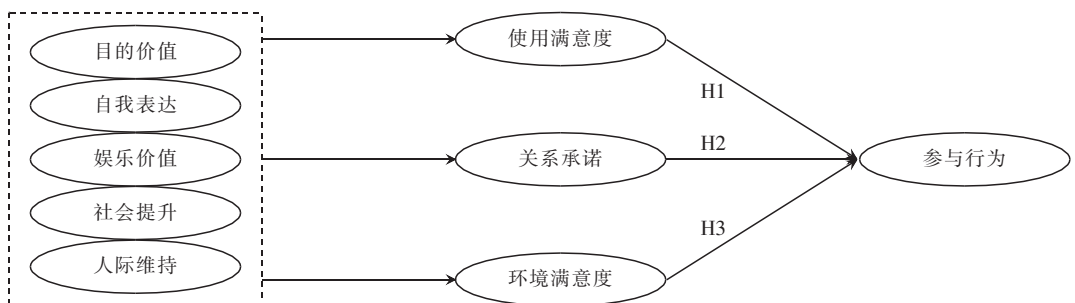 目的价值
自我表达
娱乐价值
社会提升
人际维持
使用满意度
关系承诺
环境满意度
H1
H2
H3
参与行为